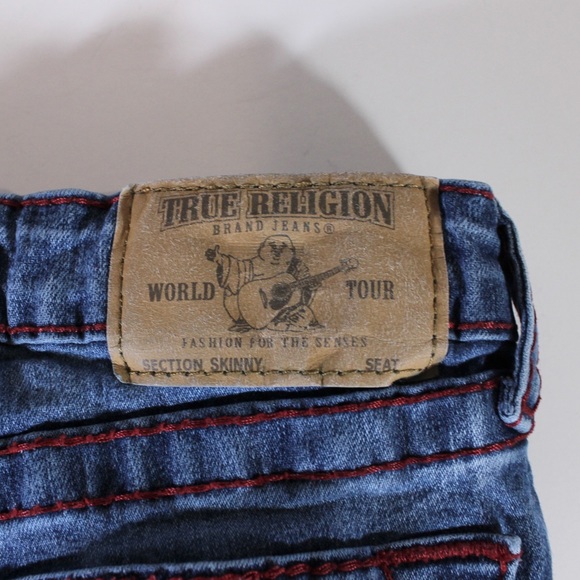 TRUE RELIGION
BRAND JEANS®
WORLD TOUR
FASHION FOR THE SENSES
SECTION SKINNY SEAT